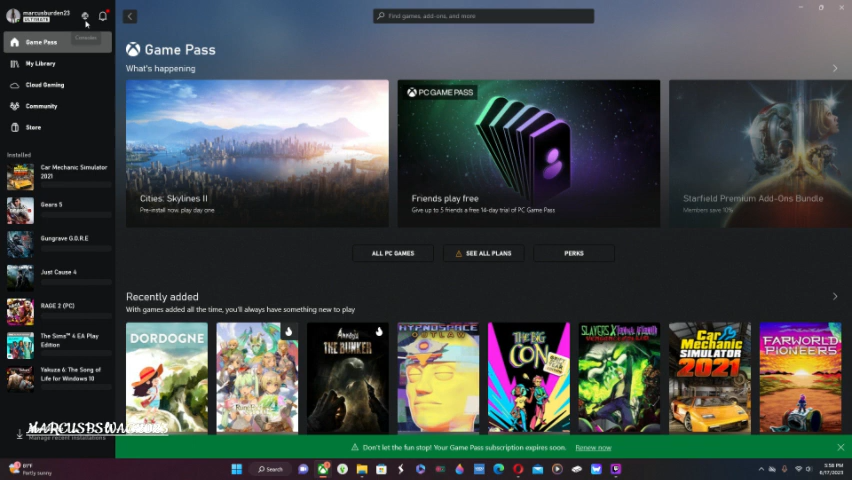 marcusburden23
ULTIMATE
Find games, add-ons, and more
Consoles
Game Pass
My Library
Cloud Gaming
Community
Store
Installed
Car Mechanic Simulator
2021
Gears 5
Gungrave G.O.R.E
Just Cause 4
RAGE 2 (PC)
The Sims™ 4 EA Play
Edition
Yakuza 6: The Song of
Life for Windows 10
Manage recent installations
Game Pass
What's happening
Cities: Skylines II
Pre-install now, play day one
PC GAME PASS
Friends play free
Give up to 5 friends a free 14-day trial of PC Game Pass
Starfield Premium Add-Ons Bundle
Members save 10%
ALL PC GAMES
SEE ALL PLANS
PERKS
Recently added
With games added all the time, you'll always have something new to play
DORDOGNE
Rune Factory 4
Amnesia
THE BUNKER
HYPNOSPACE
OUTLAW
THE BIG
CON
SLAYERS X
Car
MECHANIC
SIMULATOR
2021
FARWORLD
PIONEERS
Don't let the fun stop! Your Game Pass subscription expires soon.
Renew now
81°F
Partly sunny
Search
3:58 PM
6/17/2023